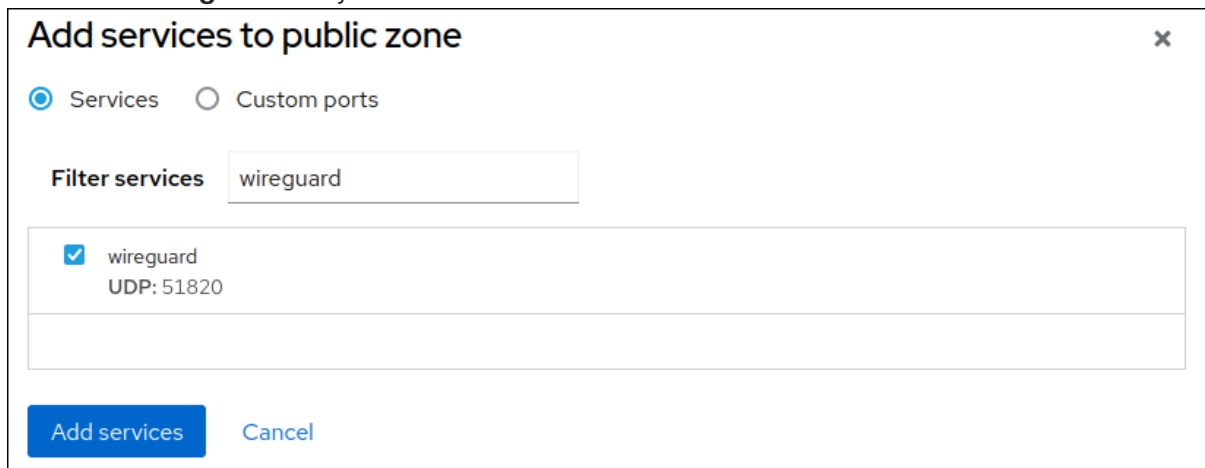 Add services to public zone
Services Custom ports
Filter services wireguard
wireguard
UDP: 51820
Add services Cancel